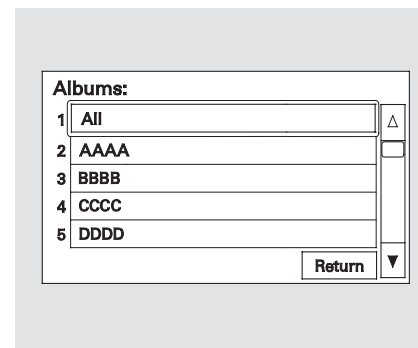 Albums:
1 All
2 AAAA
3 BBBB
4 CCCC
5 DDDD
Return